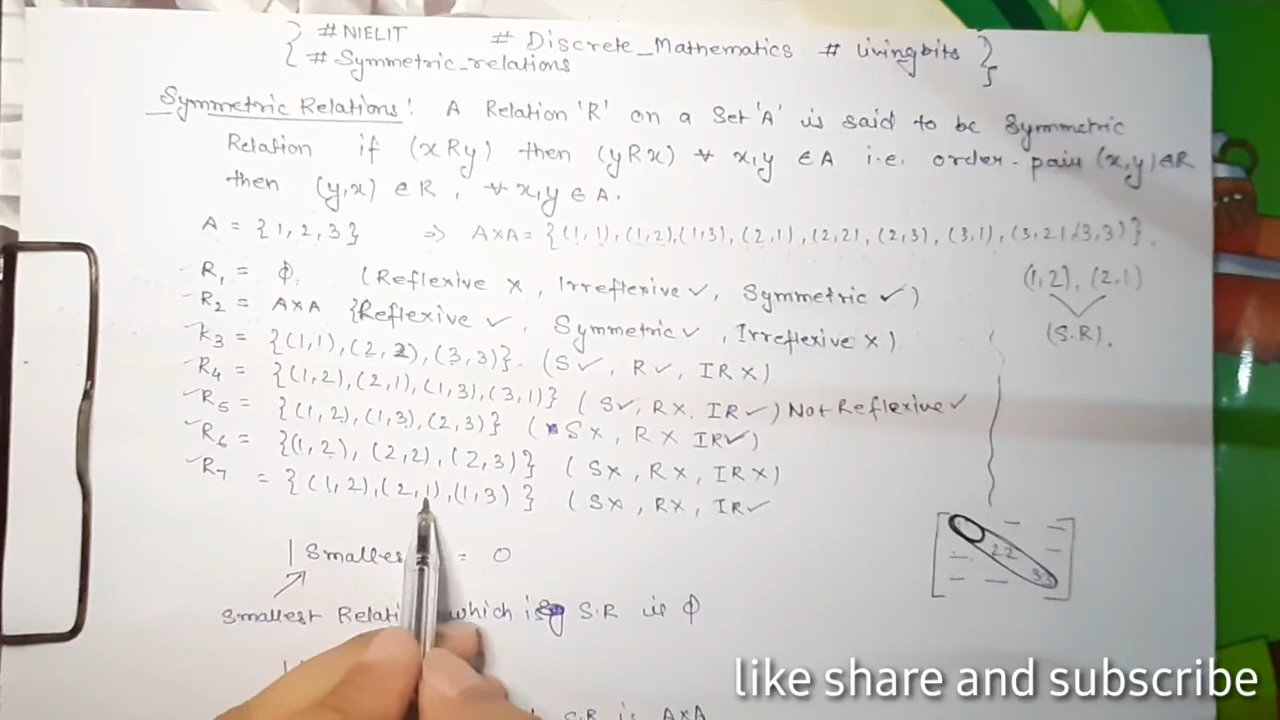 { #NIELIT # Discrete_Mathematics # livingbits }
# Symmetric_relations
Symmetric Relations: A Relation 'R' on a Set 'A' is said to be Symmetric
Relation if (xRy) then (yRx) ∀ x,y ∈A i.e. order-pair (x,y)∈R
then (y,x) ∈ R, ∀ x,y ∈ A.
A = {1,2,3} ⇒ A×A = {(1,1),(1,2),(1,3),(2,1),(2,2),(2,3),(3,1),(3,2),(3,3)}.
R1 = φ. (Reflexive ×, Irreflexive ✓, Symmetric ✓)
(1,2), (2,1)
(S.R).
R2 = A×A {Reflexive ✓, Symmetric ✓, Irreflexive ×)
R3 = {(1,1),(2,2),(3,3)}. (S✓, R✓, IR×)
R4 = {(1,2),(2,1),(1,3),(3,1)} (S✓, R×, IR✓) Not Reflexive ✓
R5 = {(1,2),(1,3),(2,3)} (S×, R× IR✓)
R6 = {(1,2),(2,2),(2,3)} (S×, R×, IR×)
R7 = {(1,2),(2,1),(1,3)} (S×, R×, IR✓
22
33
= 0
Smallest which is S.R is φ
S.R is A×A
like share and subscribe